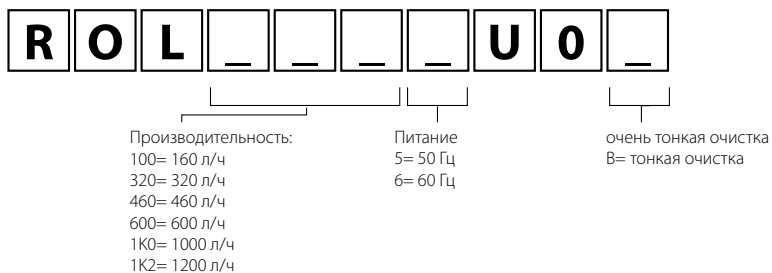 R O L _ _ _ _ U 0 _
Производительность:
100= 160 л/ч
320= 320 л/ч
460= 460 л/ч
600= 600 л/ч
1K0= 1000 л/ч
1K2= 1200 л/ч
Питание
5= 50 Гц
6= 60 Гц
очень тонкая очистка
B= тонкая очистка